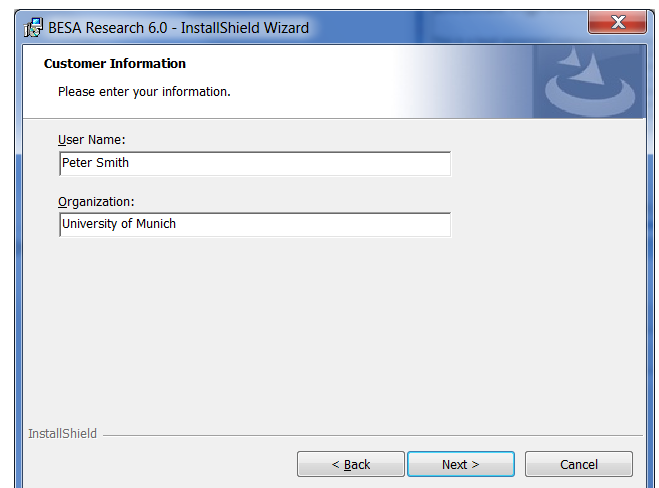 BESA Research 6.0 - InstallShield Wizard
Customer Information
Please enter your information.
User Name:
Peter Smith
Organization:
University of Munich
InstallShield
< Back Next > Cancel